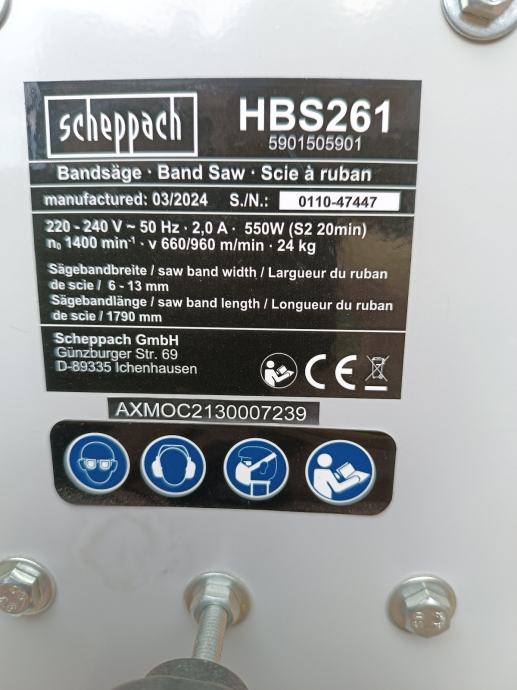 scheppach
HBS261
5901505901
Bandsäge · Band Saw · Scie à ruban
manufactured: 03/2024 S./N.: 0110-47447
220 - 240 V ~ 50 Hz · 2,0 A · 550W (S2 20min)
n₀ 1400 min⁻¹ · v 660/960 m/min · 24 kg
Sägebandbreite / saw band width / Largueur du ruban
de scie / 6 - 13 mm
Sägebandlänge / saw band length / Longueur du ruban
de scie / 1790 mm
Scheppach GmbH
Günzburger Str. 69
D-89335 Ichenhausen
CE
AXMOC2130007239